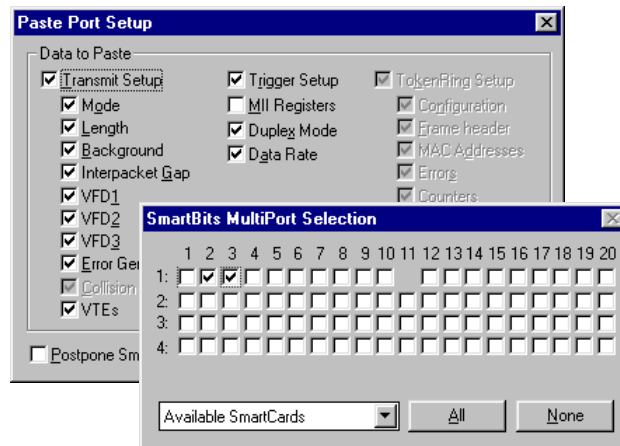 Paste Port Setup
Data to Paste
Transmit Setup
Mode
Length
Background
Interpacket Gap
VFD1
VFD2
VFD3
Error Ge
Collision
VTEs
Trigger Setup
MII Registers
Duplex Mode
Data Rate
TokenRing Setup
Configuration
Frame header
MAC Addresses
Errors
Counters
Postpone Sm
SmartBits MultiPort Selection
1 2 3 4 5 6 7 8 9 10 11 12 13 14 15 16 17 18 19 20
1:
2:
3:
4:
Available SmartCards
All
None